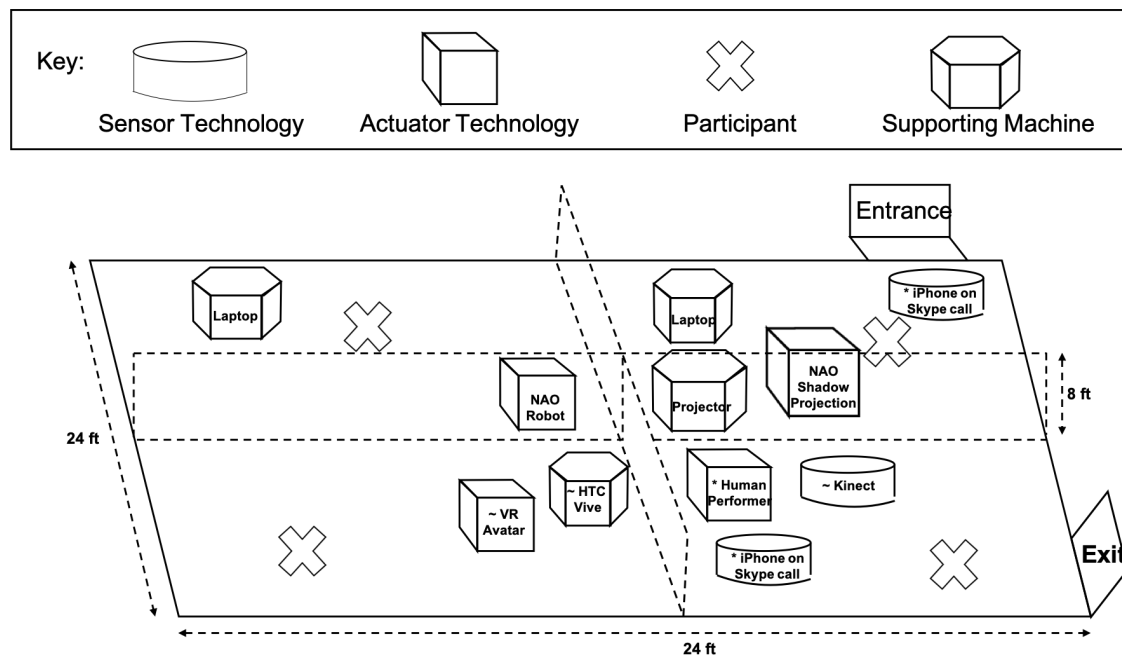 Key:
Sensor Technology
Actuator Technology
Participant
Supporting Machine
Entrance
Laptop
Laptop
* iPhone on
Skype call
NAO
Robot
Projector
NAO
Shadow
Projection
8 ft
24 ft
~ VR
Avatar
~ HTC
Vive
* Human
Performer
~ Kinect
* iPhone on
Skype call
Exit
24 ft